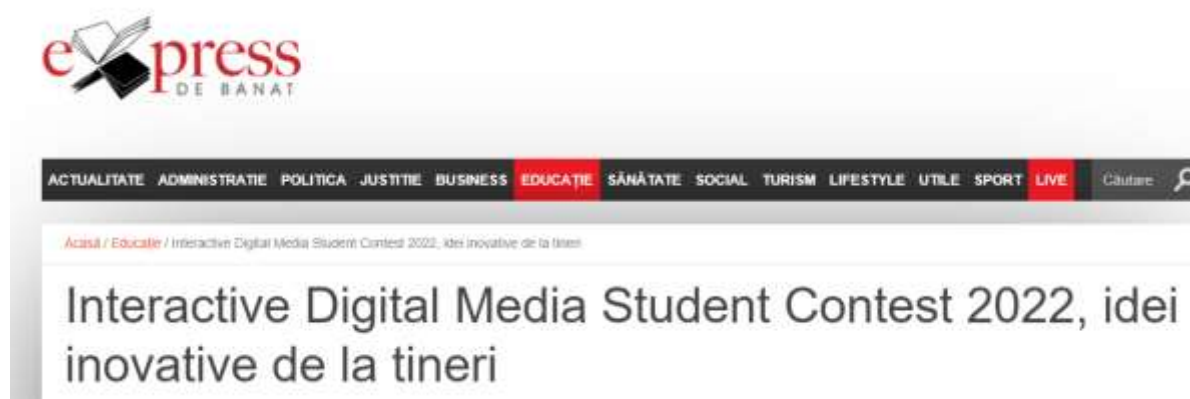 eXpress
DE BANAT
ACTUALITATE ADMINISTRATIE POLITICA JUSTITIE BUSINESS EDUCAȚIE SĂNĂTATE SOCIAL TURISM LIFESTYLE UTILE SPORT LIVE Căutare
Acasă / Educație / Interactive Digital Media Student Contest 2022, idei inovative de la tineri
Interactive Digital Media Student Contest 2022, idei
inovative de la tineri